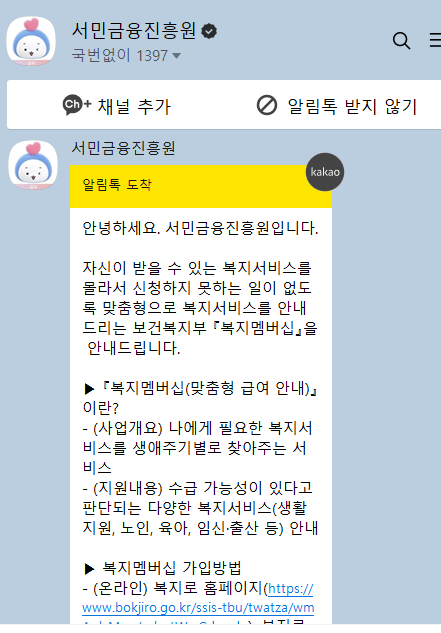 서민금융진흥원
국번없이 1397
Ch+ 채널 추가
알림톡 받지 않기
서민금융진흥원
kakao
알림톡 도착
안녕하세요. 서민금융진흥원입니다.
자신이 받을 수 있는 복지서비스를
몰라서 신청하지 못하는 일이 없도
록 맞춤형으로 복지서비스를 안내
드리는 보건복지부 『복지멤버십』을
안내드립니다.
▶ 『복지멤버십(맞춤형 급여 안내)』
이란?
- (사업개요) 나에게 필요한 복지서
비스를 생애주기별로 찾아주는 서
비스
- (지원내용) 수급 가능성이 있다고
판단되는 다양한 복지서비스(생활
지원, 노인, 육아, 임신·출산 등) 안내
▶ 복지멤버십 가입방법
- (온라인) 복지로 홈페이지(https://
www.bokjiro.go.kr/ssis-tbu/twatza/wm